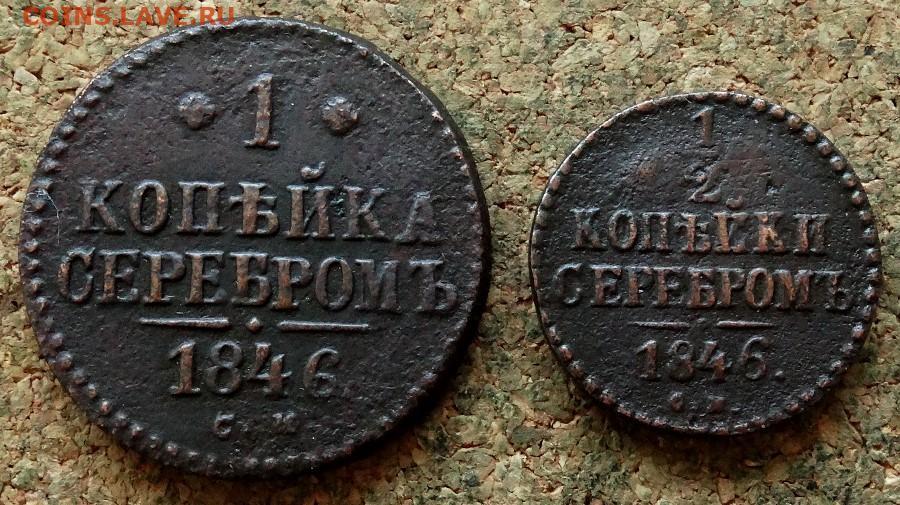 COINS.LAVE.RU
1
КОПѢЙКА
СЕРЕБРОМЪ
1846.
С.М
1
2
КОПѢЙКИ
СЕРЕБРОМЪ
1846.